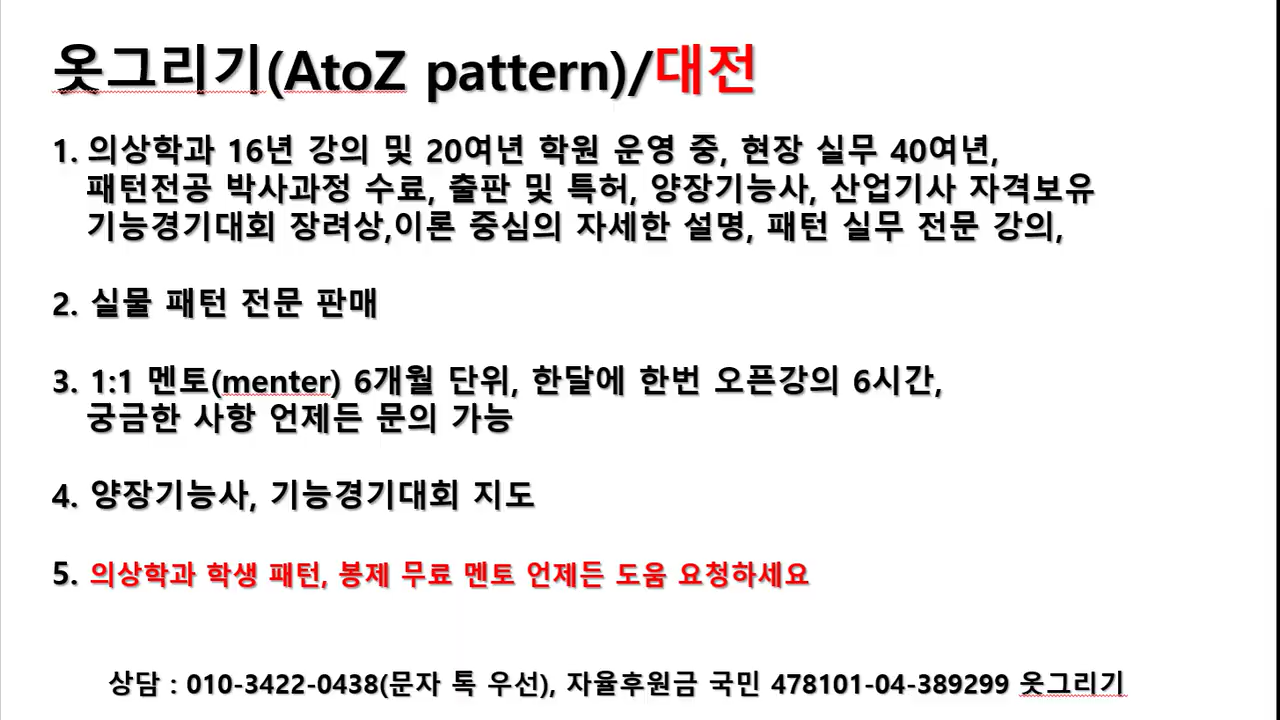 옷그리기(AtoZ pattern)/대전
1. 의상학과 16년 강의 및 20여년 학원 운영 중, 현장 실무 40여년,
패턴전공 박사과정 수료, 출판 및 특허, 양장기능사, 산업기사 자격보유
기능경기대회 장려상,이론 중심의 자세한 설명, 패턴 실무 전문 강의,
2. 실물 패턴 전문 판매
3. 1:1 멘토(menter) 6개월 단위, 한달에 한번 오픈강의 6시간,
궁금한 사항 언제든 문의 가능
4. 양장기능사, 기능경기대회 지도
5. 의상학과 학생 패턴, 봉제 무료 멘토 언제든 도움 요청하세요
상담 : 010-3422-0438(문자 톡 우선), 자율후원금 국민 478101-04-389299 옷그리기